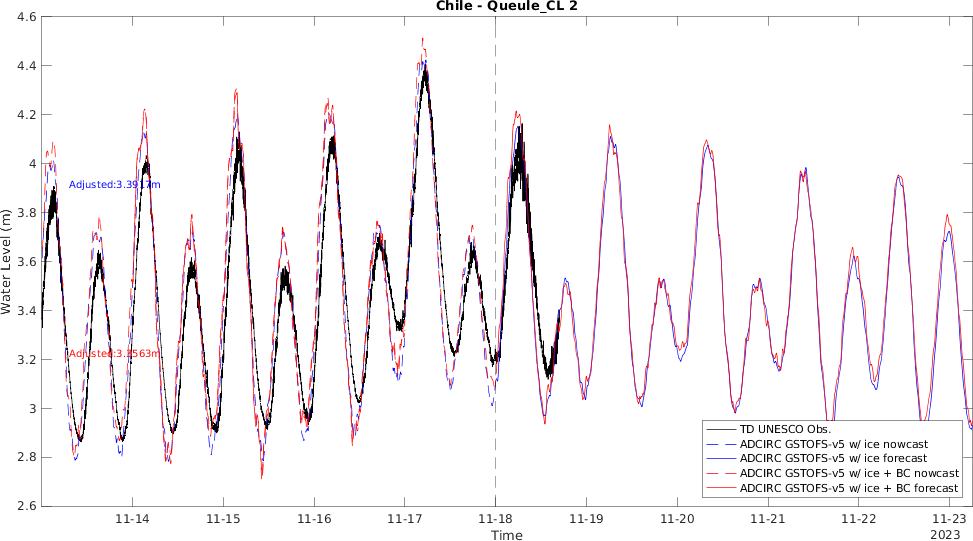 Chile - Queule_CL 2
4.6
4.4
4.2
4
3.8
3.6
3.4
3.2
3
2.8
2.6
Water Level (m)
Adjusted:3.3917m
Adjusted:3.2563m
TD UNESCO Obs.
ADCIRC GSTOFS-v5 w/ ice nowcast
ADCIRC GSTOFS-v5 w/ ice forecast
ADCIRC GSTOFS-v5 w/ ice + BC nowcast
ADCIRC GSTOFS-v5 w/ ice + BC forecast
11-14
11-15
11-16
11-17
11-18
11-19
11-20
11-21
11-22
11-23
2023
Time